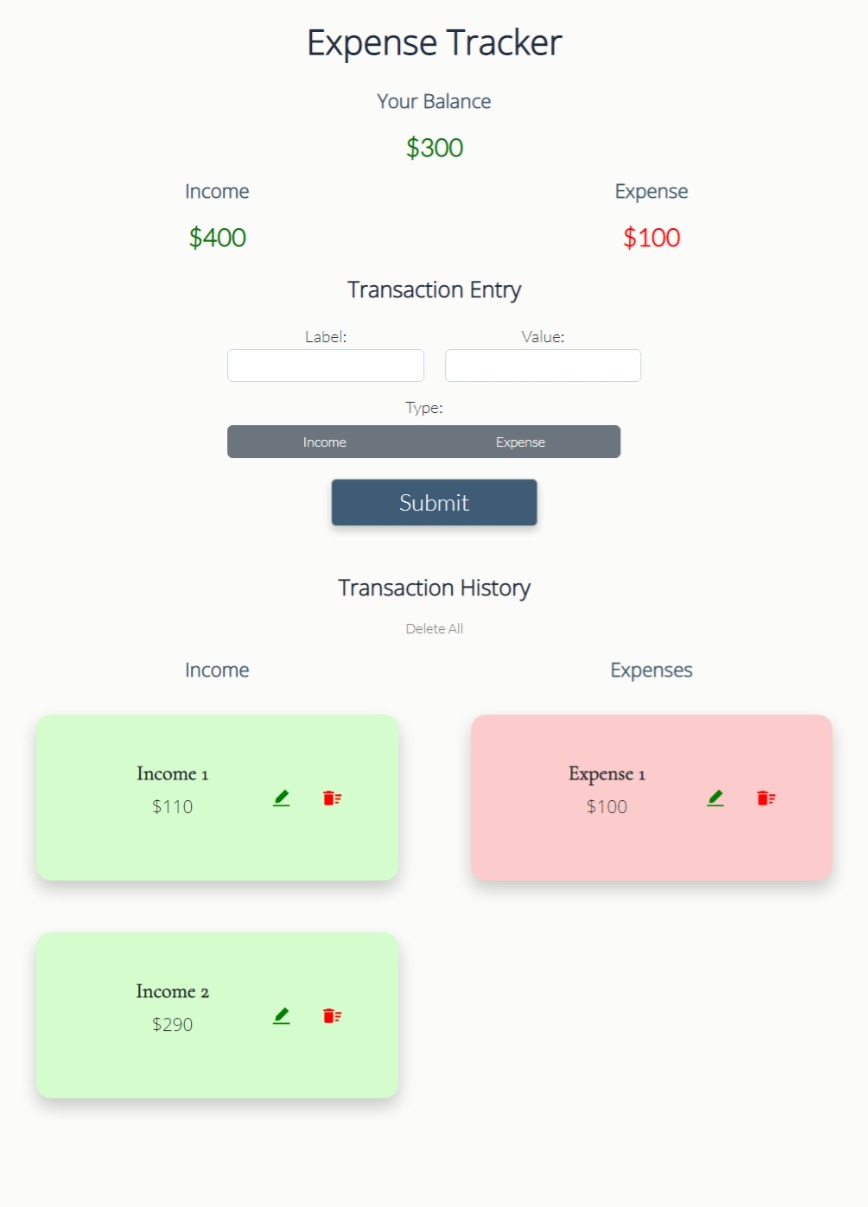 Expense Tracker
Your Balance
$300
Income Expense
$400 $100
Transaction Entry
Label: Value:
Type:
Income Expense
Submit
Transaction History
Delete All
Income Expenses
Income 1 Expense 1
$110 $100
Income 2
$290